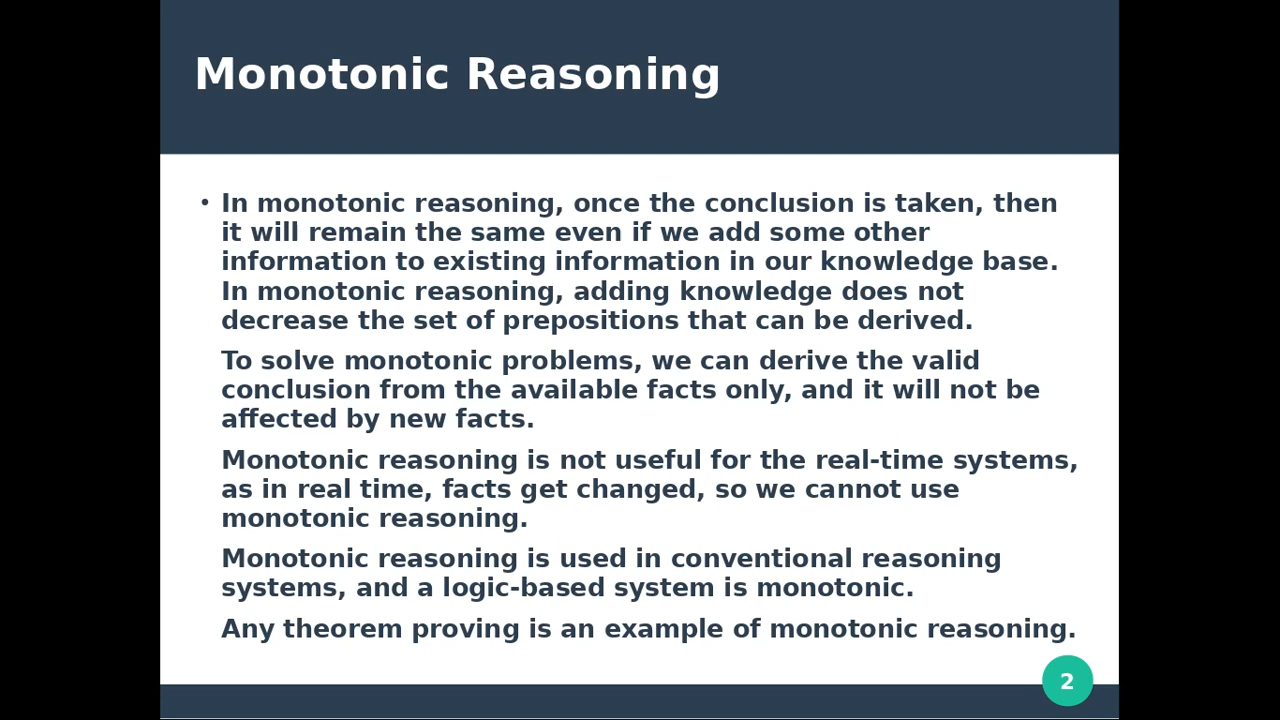 Monotonic Reasoning
• In monotonic reasoning, once the conclusion is taken, then
it will remain the same even if we add some other
information to existing information in our knowledge base.
In monotonic reasoning, adding knowledge does not
decrease the set of prepositions that can be derived.
To solve monotonic problems, we can derive the valid
conclusion from the available facts only, and it will not be
affected by new facts.
Monotonic reasoning is not useful for the real-time systems,
as in real time, facts get changed, so we cannot use
monotonic reasoning.
Monotonic reasoning is used in conventional reasoning
systems, and a logic-based system is monotonic.
Any theorem proving is an example of monotonic reasoning.
2